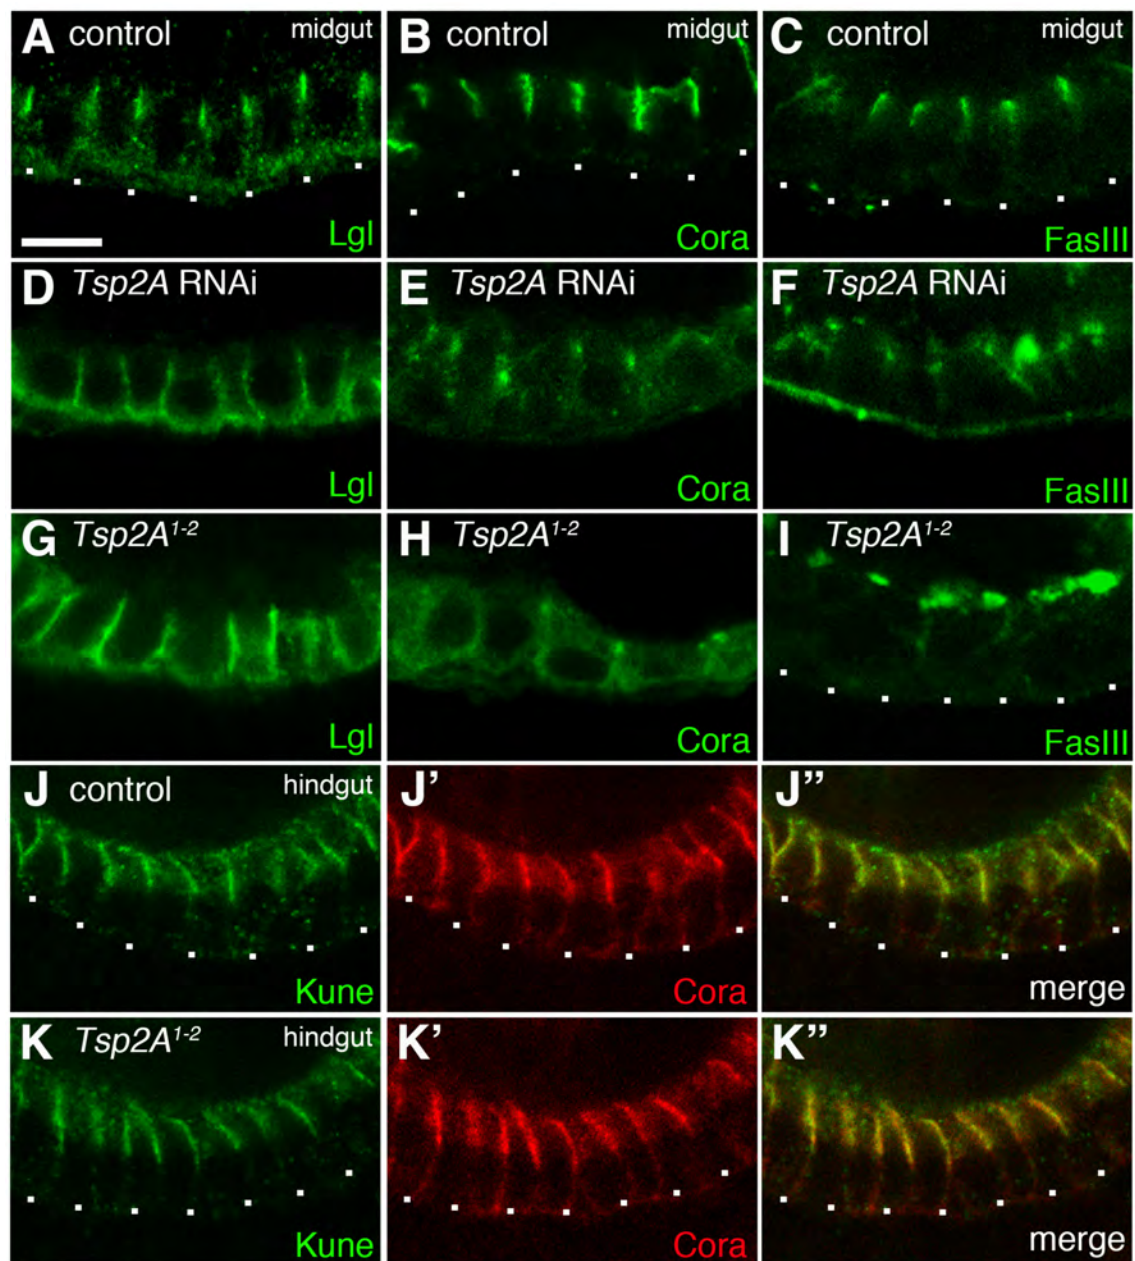 A control midgut
Lgl
B control midgut
Cora
C control midgut
FasIII
D Tsp2A RNAi
Lgl
E Tsp2A RNAi
Cora
F Tsp2A RNAi
FasIII
G Tsp2A¹⁻²
Lgl
H Tsp2A¹⁻²
Cora
I Tsp2A¹⁻²
FasIII
J control hindgut
Kune
J’
Cora
J’’
merge
K Tsp2A¹⁻² hindgut
Kune
K’
Cora
K’’
merge